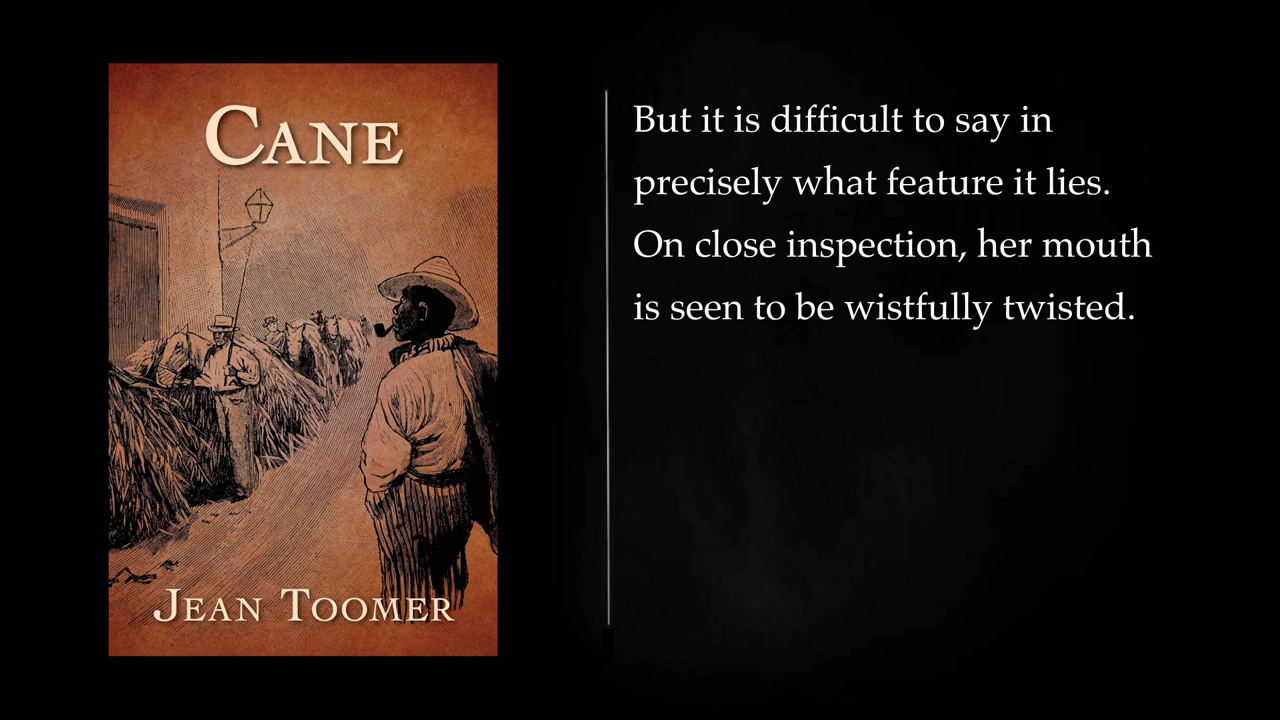 CANE
JEAN TOOMER
But it is difficult to say in
precisely what feature it lies.
On close inspection, her mouth
is seen to be wistfully twisted.